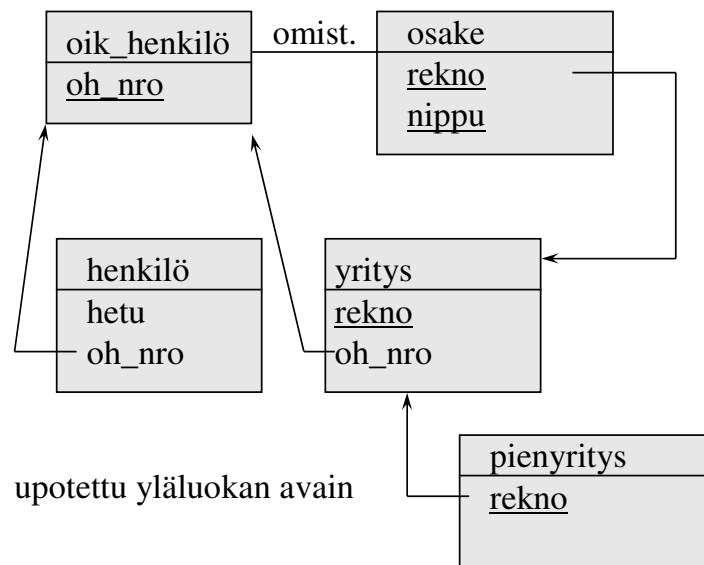 oik_henkilö
oh_nro
omist.
osake
rekno
nippu
henkilö
hetu
oh_nro
yritys
rekno
oh_nro
upotettu yläluokan avain
pienyritys
rekno